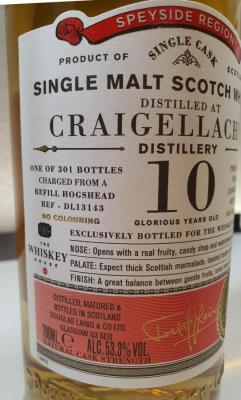 SPEYSIDE REGION
PRODUCT OF
SINGLE CASK
SINGLE MALT SCOTCH
DISTILLED AT
CRAIGELLACH
DISTILLERY
ONE OF 301 BOTTLES
CHARGED FROM A
REFILL HOGSHEAD
REF - DL13143
NO COLOURING
10
GLORIOUS YEARS OLD
EXCLUSIVELY BOTTLED FOR THE
THE
WHISKEY
NOSE: Opens with a real fruity, candy shop and
PALATE: Expect thick Scottish marmalade, toasted
FINISH: A great balance between gentle fruits,
DISTILLED, MATURED &
BOTTLED IN SCOTLAND
DOUGLAS LAING & CO LTD,
GLASGOW G3 6EQ
700ML ALC. 53.3% VOL.
NATURAL CASK STRENGTH